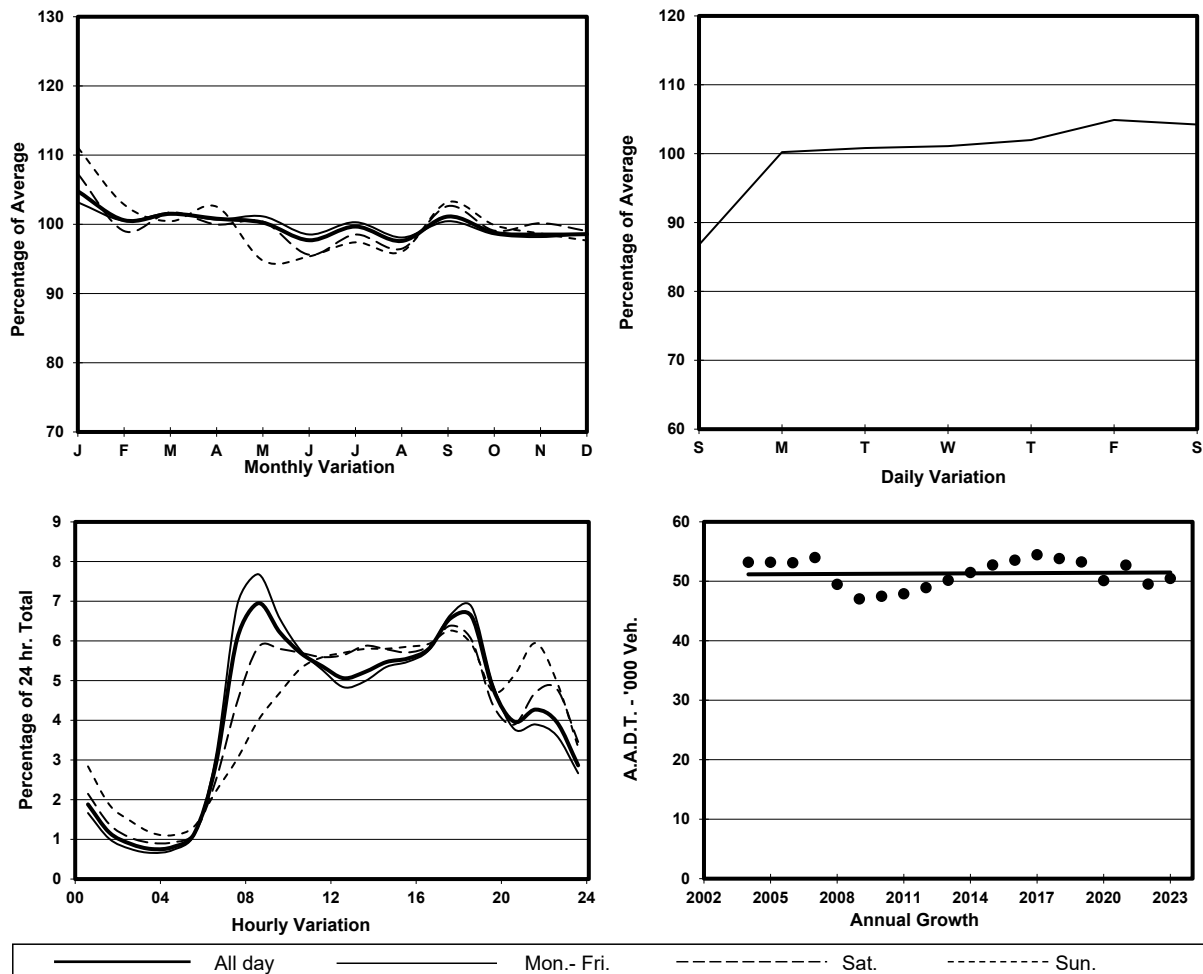 130
120
110
100
90
80
70
Percentage of Average
J F M A M J J A S O N D
Monthly Variation
120
110
100
90
80
70
60
Percentage of Average
S M T W T F S
Daily Variation
9
8
7
6
5
4
3
2
1
0
Percentage of 24 hr. Total
00 04 08 12 16 20 24
Hourly Variation
60
50
40
30
20
10
0
A.A.D.T. - '000 Veh.
2002 2005 2008 2011 2014 2017 2020 2023
Annual Growth
All day Mon.- Fri. Sat. Sun.